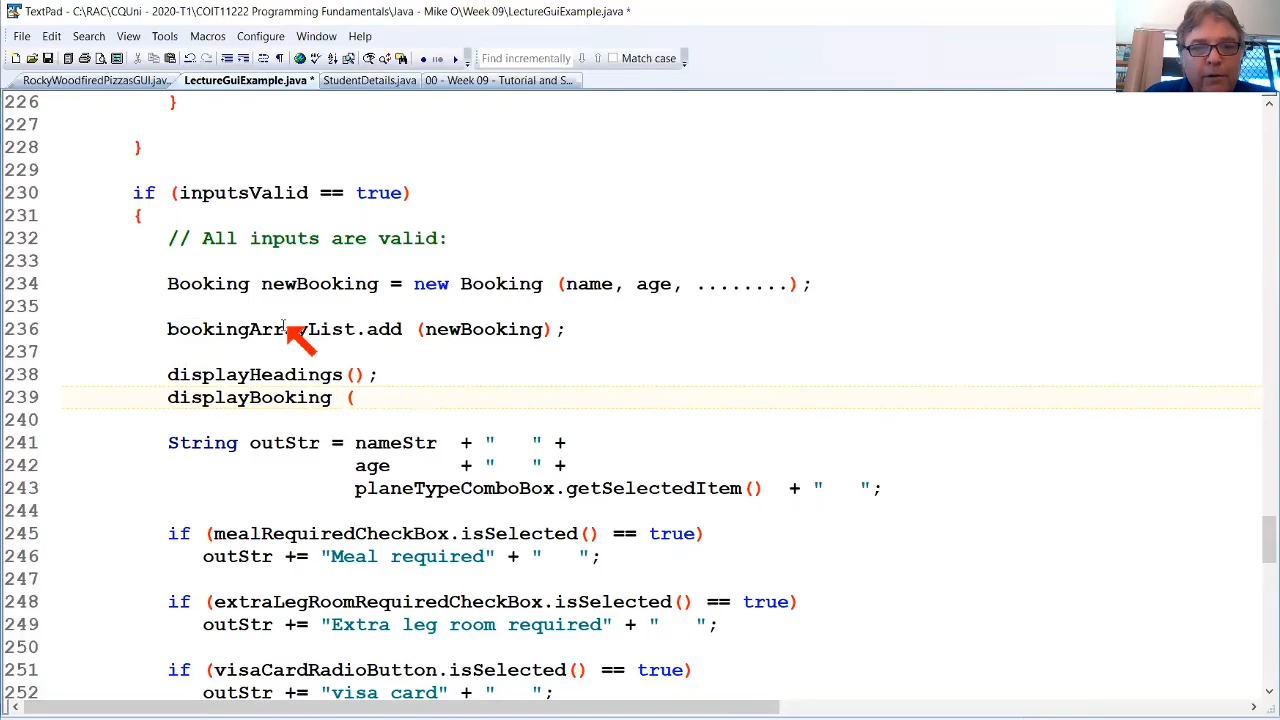 TextPad - C:\RAC\CQUni - 2020-T1\COIT11222 Programming Fundamentals\Java - Mike O\Week 09\LectureGuiExample.java *
File Edit Search View Tools Macros Configure Window Help
Find incrementally Match case
RockyWoodfiredPizzasGUI.jav... LectureGuiExample.java * StudentDetails.java 00 - Week 09 - Tutorial and S...
226 }
227
228 }
229
230 if (inputsValid == true)
231 {
232 // All inputs are valid:
233
234 Booking newBooking = new Booking (name, age, ........);
235
236 bookingArrayList.add (newBooking);
237
238 displayHeadings();
239 displayBooking (
240
241 String outStr = nameStr + "   " +
242 age + "   " +
243 planeTypeComboBox.getSelectedItem() + "   ";
244
245 if (mealRequiredCheckBox.isSelected() == true)
246 outStr += "Meal required" + "   ";
247
248 if (extraLegRoomRequiredCheckBox.isSelected() == true)
249 outStr += "Extra leg room required" + "   ";
250
251 if (visaCardRadioButton.isSelected() == true)
252 outStr += "visa card" + "   ";